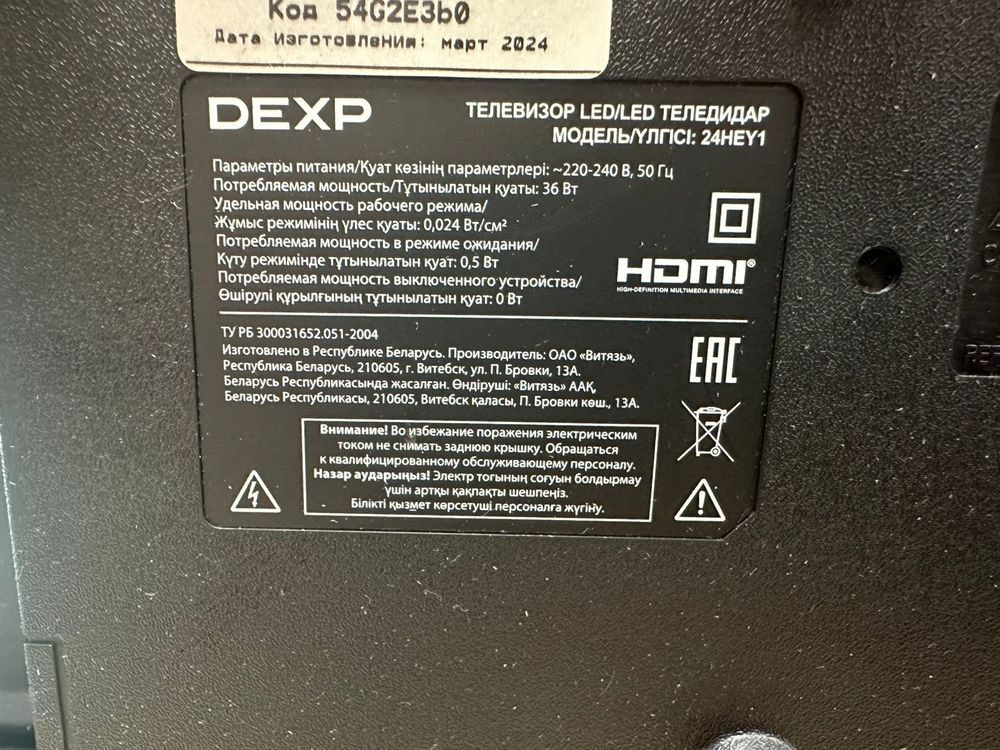 Код 54G2E3b0
Дата изготовления: март 2024
DEXP
ТЕЛЕВИЗОР LED/LED ТЕЛЕДИДАР
МОДЕЛЬ/ҮЛГІСІ: 24HEY1
Параметры питания/Қуат көзінің параметрлері: ~220-240 В, 50 Гц
Потребляемая мощность/Тұтынылатын қуаты: 36 Вт
Удельная мощность рабочего режима/
Жұмыс режимінің үлес қуаты: 0,024 Вт/см²
Потребляемая мощность в режиме ожидания/
Күту режимінде тұтынылатын қуат: 0,5 Вт
Потребляемая мощность выключенного устройства/
Өшірулі құрылғының тұтынылатын қуат: 0 Вт
HDMI®
HIGH-DEFINITION MULTIMEDIA INTERFACE
ТУ РБ 300031652.051-2004
Изготовлено в Республике Беларусь. Производитель: ОАО «Витязь»,
Республика Беларусь, 210605, г. Витебск, ул. П. Бровки, 13А.
Беларусь Республикасында жасалған. Өндіруші: «Витязь» ААҚ,
Беларусь Республикасы, 210605, Витебск қаласы, П. Бровки көш., 13А.
EAC
Внимание! Во избежание поражения электрическим
током не снимать заднюю крышку. Обращаться
к квалифицированному обслуживающему персоналу.
Назар аударыңыз! Электр тогының соғуын болдырмау
үшін артқы қақпақты шешпеңіз.
Білікті қызмет көрсетуші персоналға жүгіну.